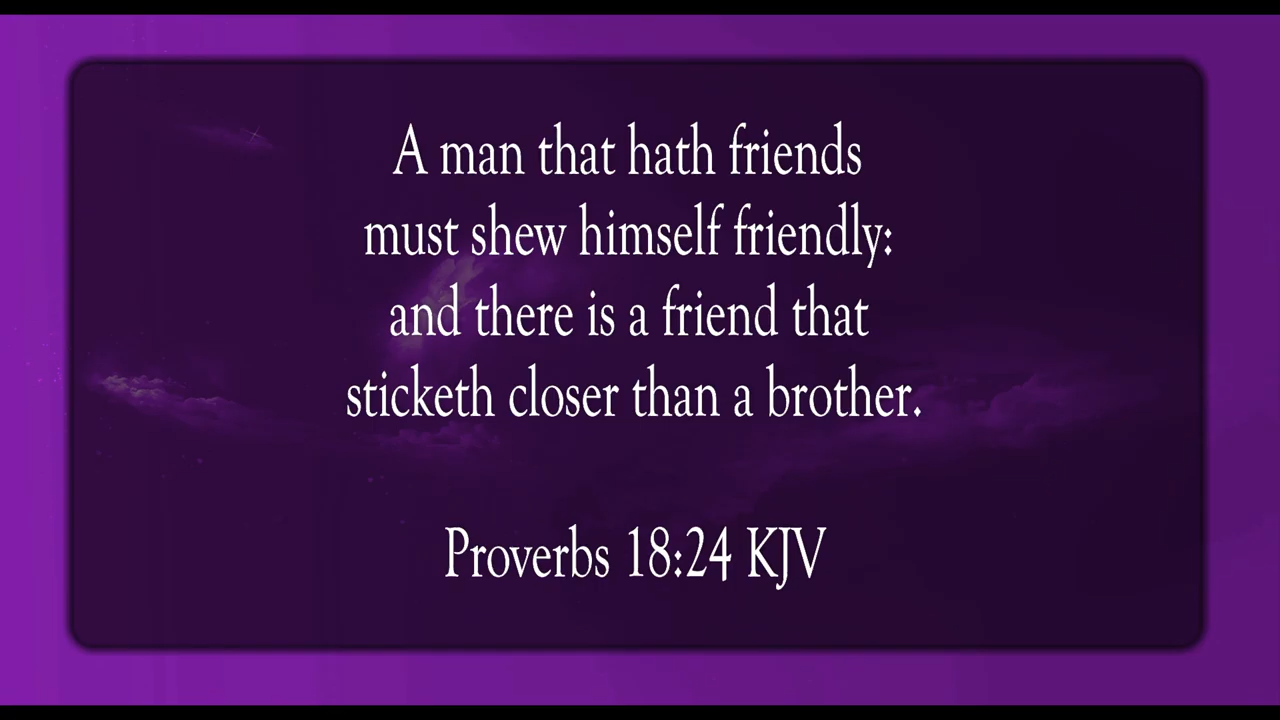 A man that hath friends
must shew himself friendly:
and there is a friend that
sticketh closer than a brother.
Proverbs 18:24 KJV